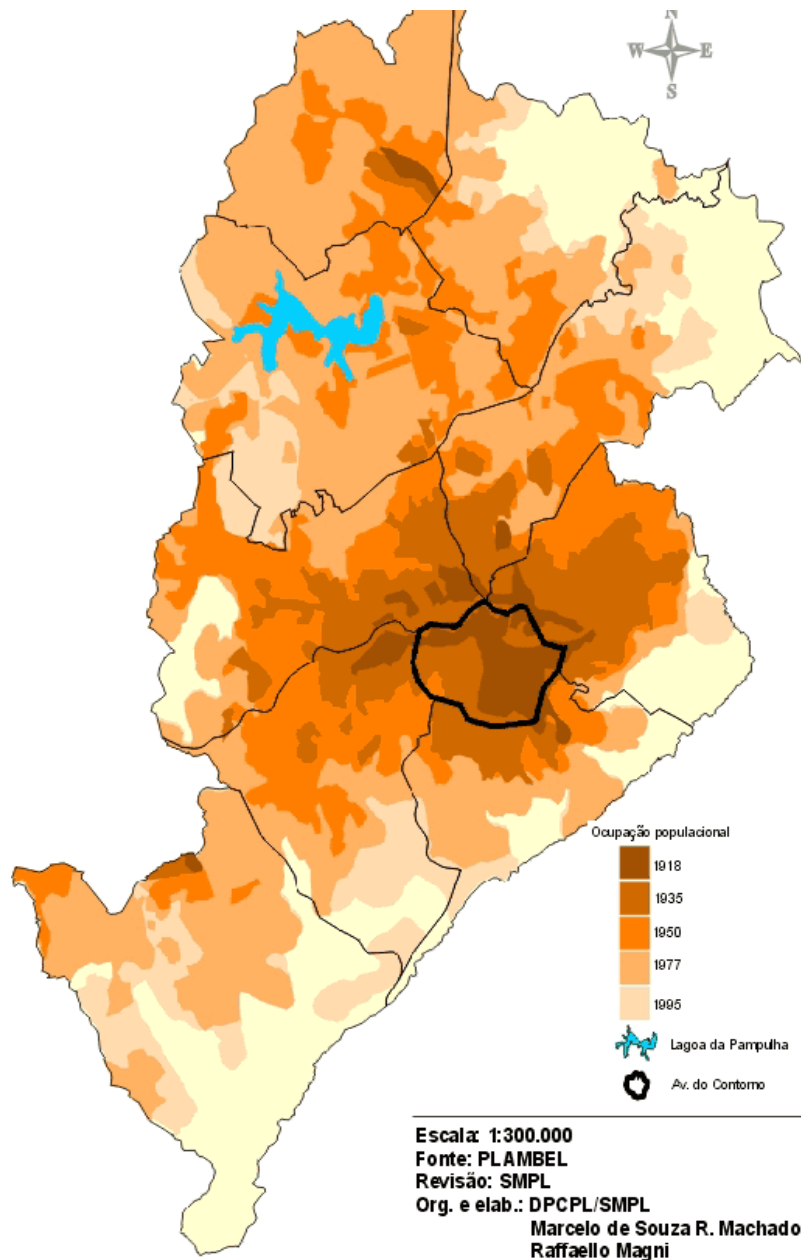 N
W E
S
Ocupação populacional
1918
1935
1950
1977
1995
Lagoa da Pampulha
Av. do Contorno
Escala: 1:300.000
Fonte: PLAMBEL
Revisão: SMPL
Org. e elab.: DPCPL/SMPL
Marcelo de Souza R. Machado
Raffaello Magni